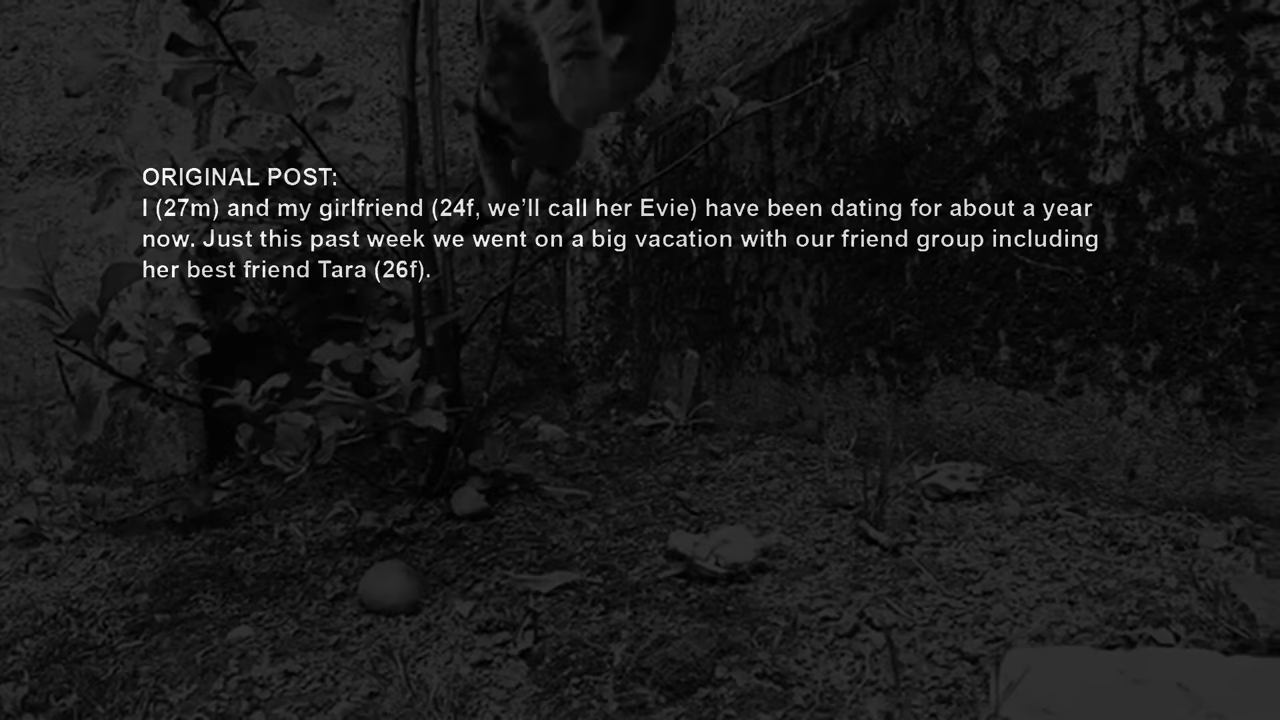 ORIGINAL POST:
I (27m) and my girlfriend (24f, we’ll call her Evie) have been dating for about a year
now. Just this past week we went on a big vacation with our friend group including
her best friend Tara (26f).